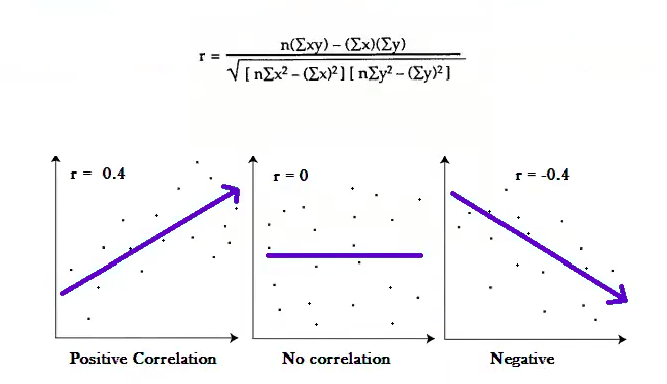 r = n(Σxy) – (Σx)(Σy)
√[ nΣx² – (Σx)²] [ nΣy² – (Σy)²]
r = 0.4
r = 0
r = -0.4
Positive Correlation
No correlation
Negative